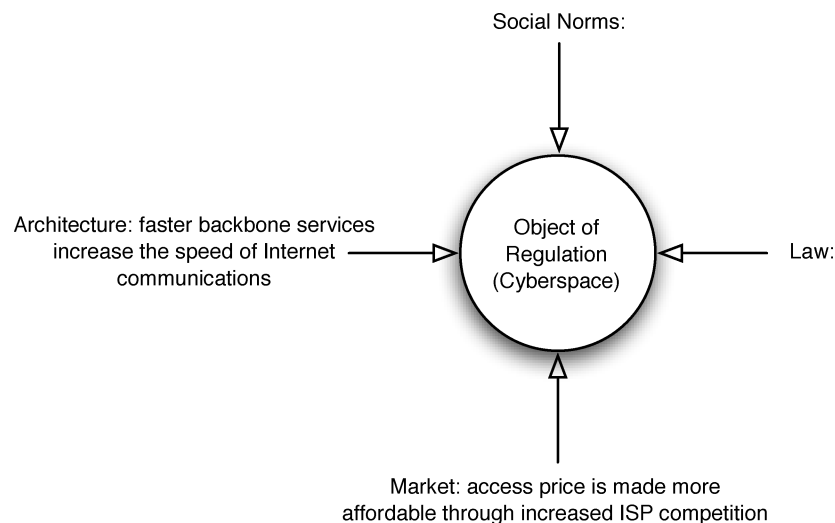 Social Norms:
Architecture: faster backbone services
increase the speed of Internet
communications
Object of
Regulation
(Cyberspace)
Law:
Market: access price is made more
affordable through increased ISP competition